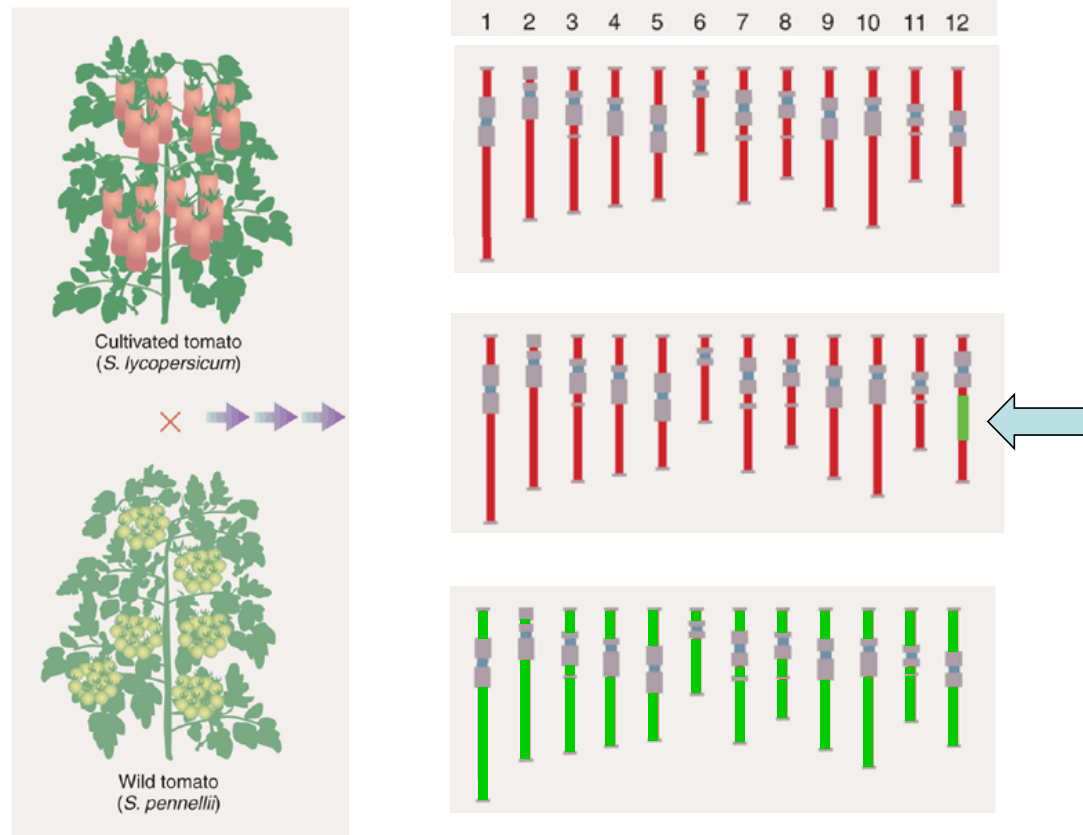 1 2 3 4 5 6 7 8 9 10 11 12
Cultivated tomato
(S. lycopersicum)
Wild tomato
(S. pennellii)